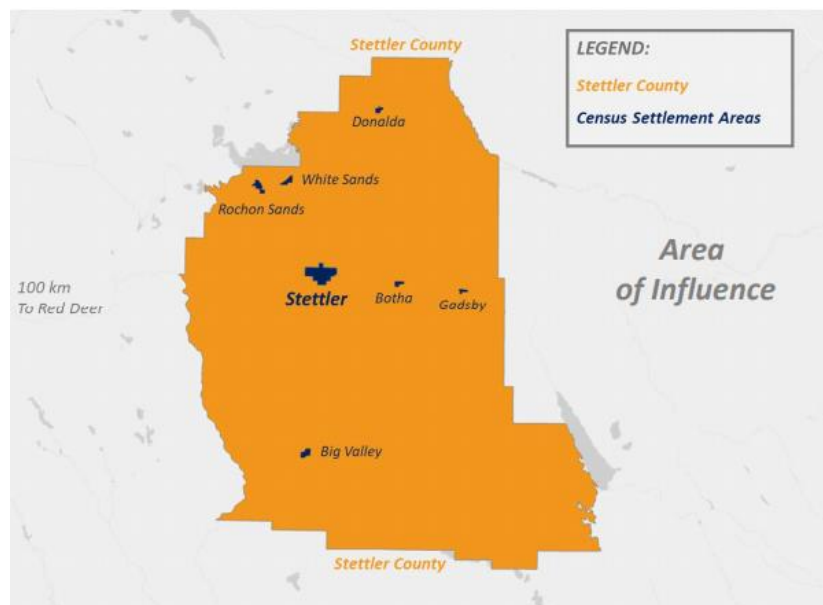 Stettler County
LEGEND:
Stettler County
Census Settlement Areas
Donalda
White Sands
Rochon Sands
Area
of Influence
100 km
To Red Deer
Stettler
Botha
Gadsby
Big Valley
Stettler County